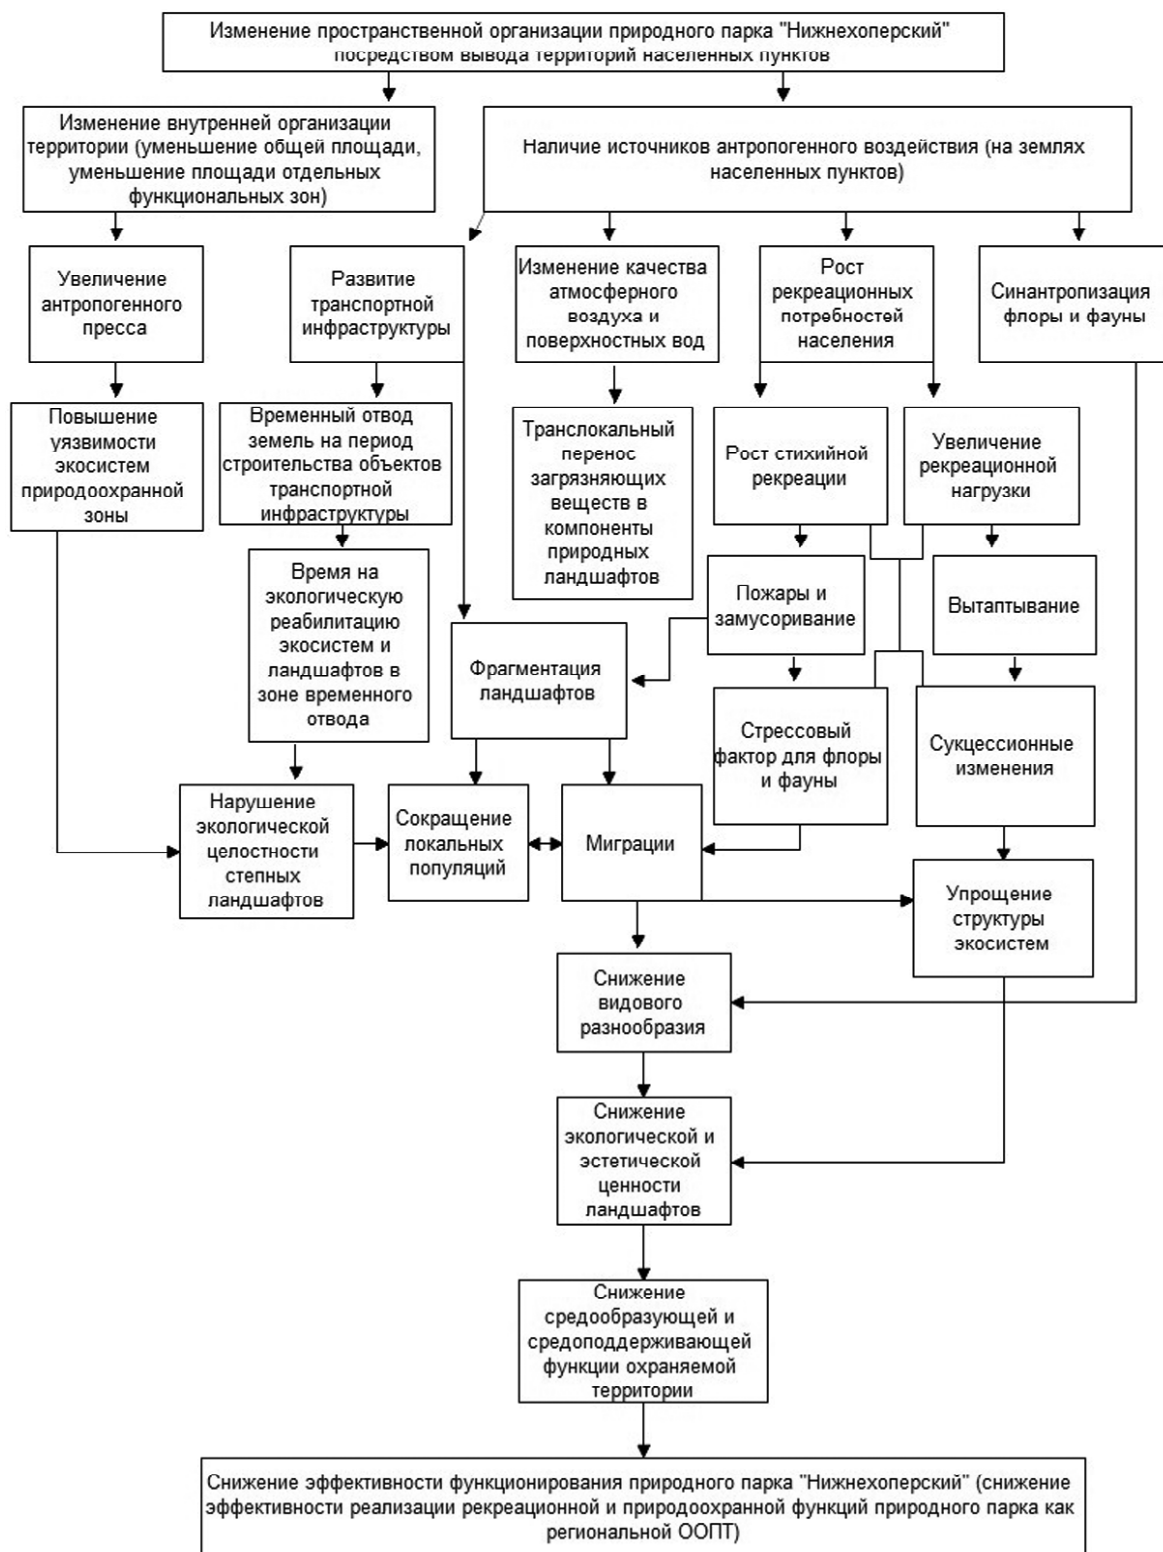 Изменение пространственной организации природного парка "Нижнехоперский"
посредством вывода территорий населенных пунктов
Изменение внутренней организации
территории (уменьшение общей площади,
уменьшение площади отдельных
функциональных зон)
Наличие источников антропогенного воздействия (на землях
населенных пунктов)
Увеличение
антропогенного
пресса
Развитие
транспортной
инфраструктуры
Изменение качества
атмосферного
воздуха и
поверхностных вод
Рост
рекреационных
потребностей
населения
Синантропизация
флоры и фауны
Повышение
уязвимости
экосистем
природоохранной
зоны
Временный отвод
земель на период
строительства объектов
транспортной
инфраструктуры
Транслокальный
перенос
загрязняющих
веществ в
компоненты
природных
ландшафтов
Рост стихийной
рекреации
Увеличение
рекреационной
нагрузки
Время на
экологическую
реабилитацию
экосистем и
ландшафтов в
зоне временного
отвода
Пожары и
замусоривание
Вытаптывание
Фрагментация
ландшафтов
Стрессовый
фактор для флоры
и фауны
Сукцессионные
изменения
Нарушение
экологической
целостности
степных
ландшафтов
Сокращение
локальных
популяций
Миграции
Упрощение
структуры
экосистем
Снижение
видового
разнообразия
Снижение
экологической и
эстетической
ценности
ландшафтов
Снижение
средообразующей и
средоподдерживающей
функции охраняемой
территории
Снижение эффективности функционирования природного парка "Нижнехоперский" (снижение
эффективности реализации рекреационной и природоохранной функций природного парка как
региональной ООПТ)